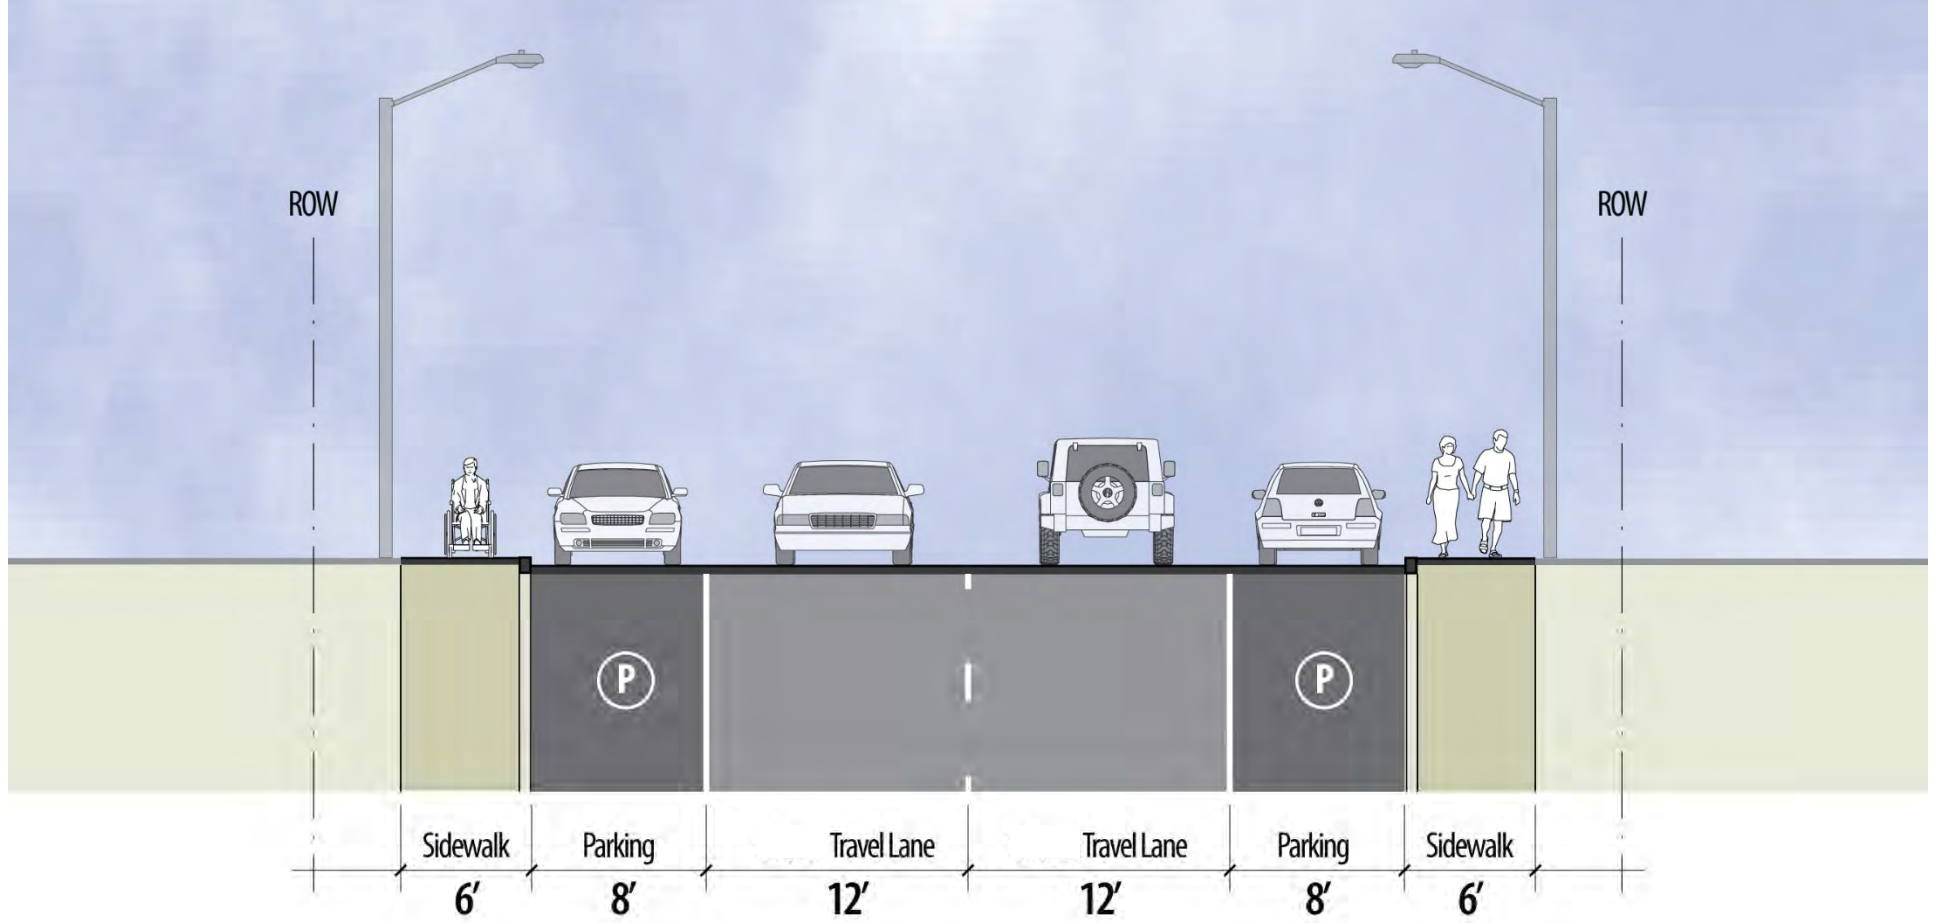 ROW
ROW
P
P
Sidewalk
Parking
Travel Lane
Travel Lane
Parking
Sidewalk
6'
8'
12'
12'
8'
6'